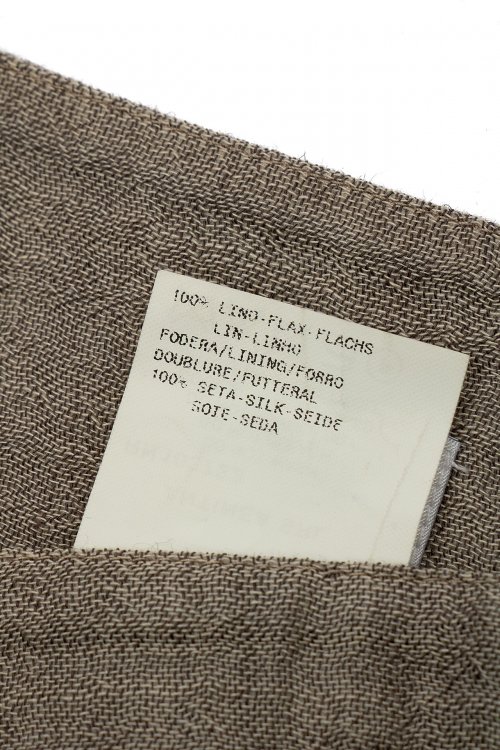 100% LINO-FLAX-FLACHS
LIN-LINHO
FODERA/LINING/FORRO
DOUBLURE/FUTTERAL
100% SETA-SILK-SEIDE
SOIE-SEDA